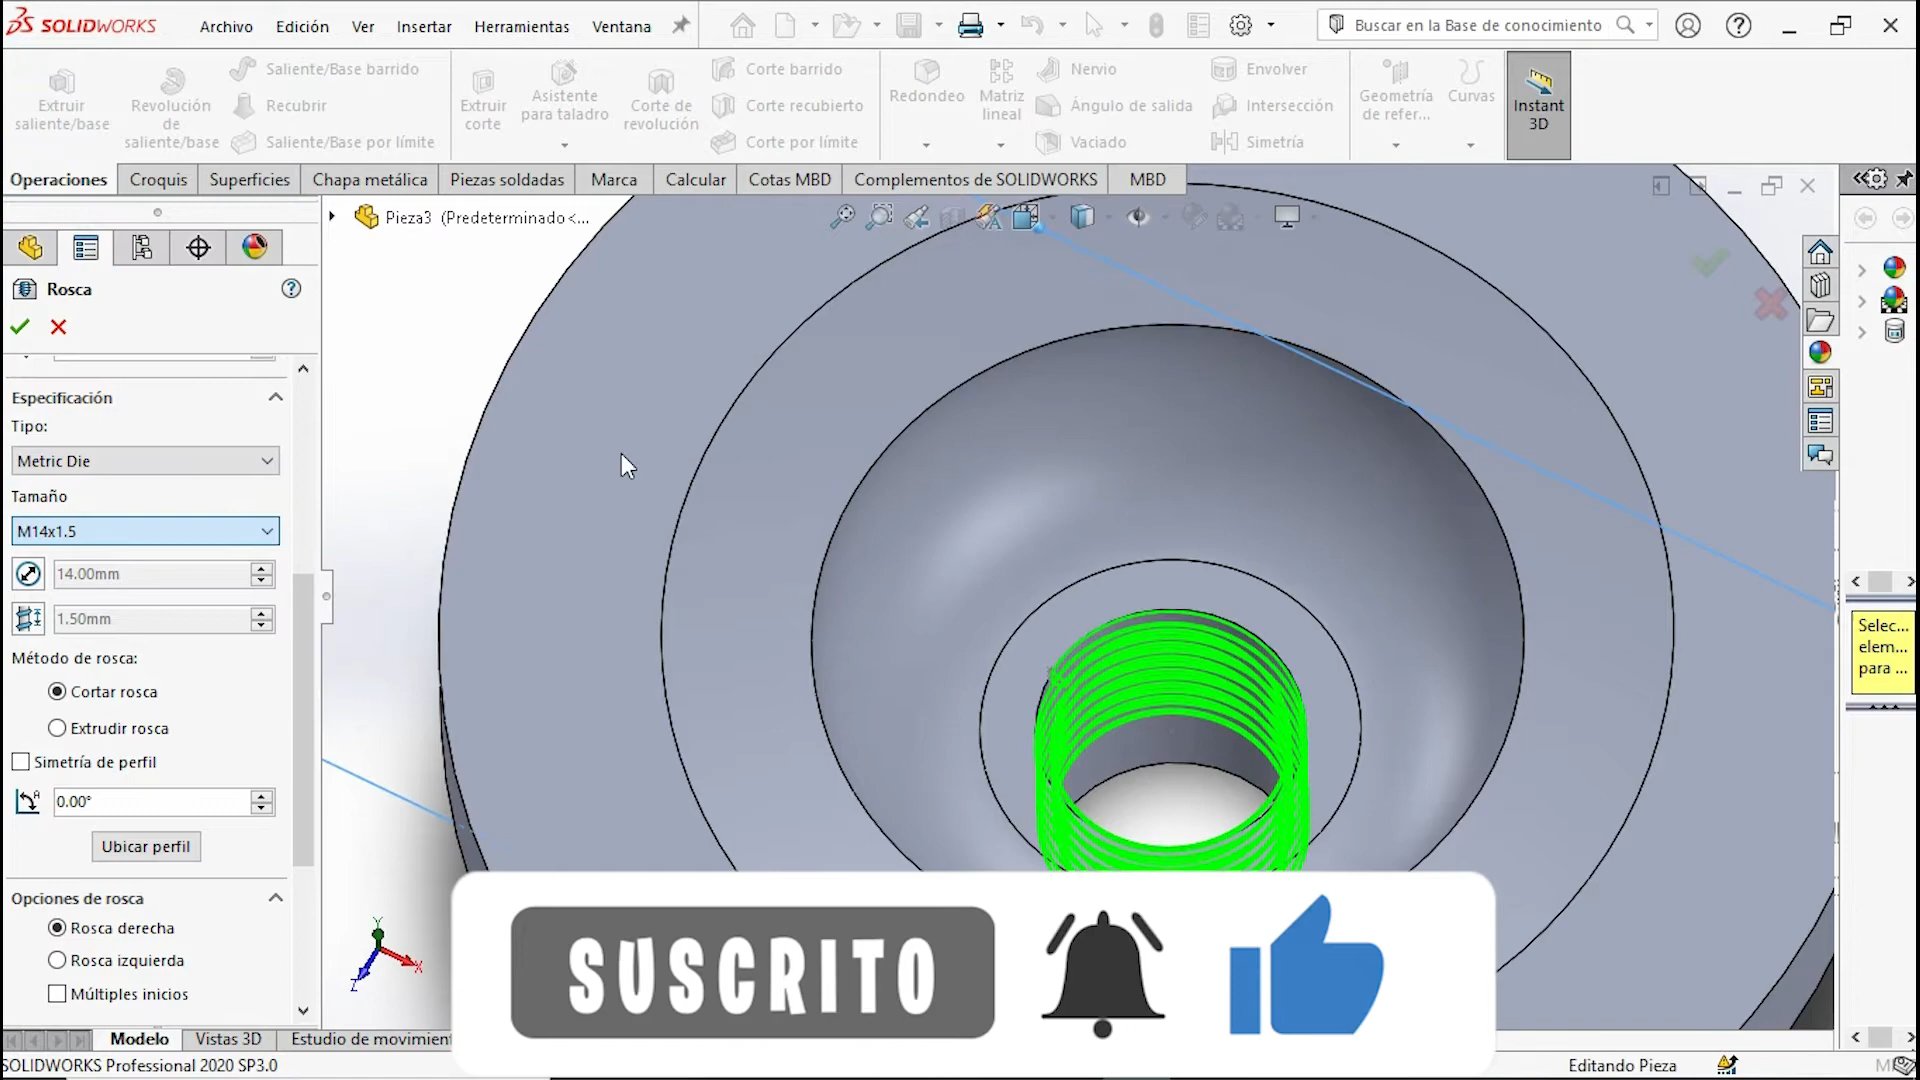 SOLIDWORKS Archivo Edición Ver Insertar Herramientas Ventana Buscar en la Base de conocimiento
Extruir saliente/base
Revolución de saliente/base
Saliente/Base barrido
Recubrir
Saliente/Base por límite
Extruir corte
Asistente para taladro
Corte de revolución
Corte barrido
Corte recubierto
Corte por límite
Redondeo
Matriz lineal
Nervio
Ángulo de salida
Vaciado
Envolver
Intersección
Simetría
Geometría de refer...
Curvas
Instant 3D
Operaciones Croquis Superficies Chapa metálica Piezas soldadas Marca Calcular Cotas MBD Complementos de SOLIDWORKS MBD
Pieza3 (Predeterminado<...
Rosca
Especificación
Tipo:
Metric Die
Tamaño
M14x1.5
14.00mm
1.50mm
Método de rosca:
Cortar rosca
Extrudir rosca
Simetría de perfil
0.00°
Ubicar perfil
Opciones de rosca
Rosca derecha
Rosca izquierda
Múltiples inicios
Selec...
elem...
para ...
Y
X
Z
SUSCRITO
Modelo Vistas 3D Estudio de movimien
SOLIDWORKS Professional 2020 SP3.0
Editando Pieza